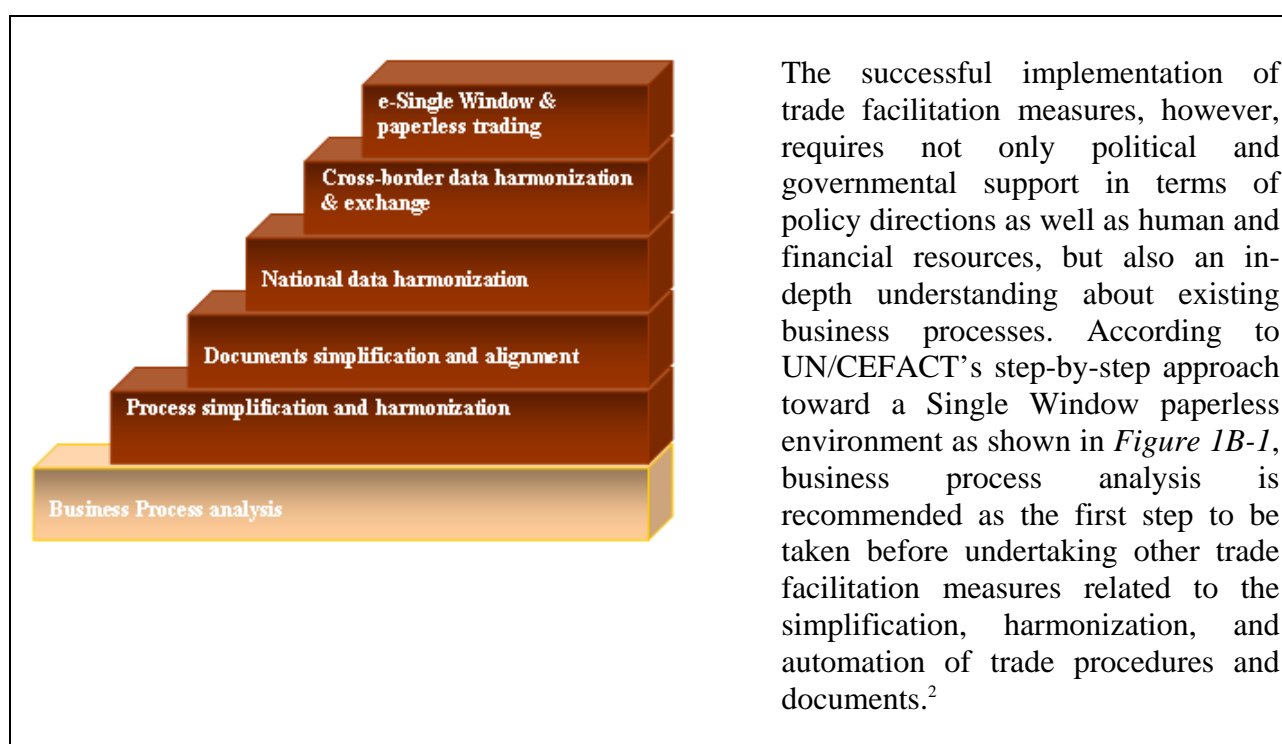 e-Single Window &
paperless trading
Cross-border data harmonization
& exchange
National data harmonization
Documents simplification and alignment
Process simplification and harmonization
Business Process analysis
The successful implementation of
trade facilitation measures, however,
requires not only political and
governmental support in terms of
policy directions as well as human and
financial resources, but also an in-
depth understanding about existing
business processes. According to
UN/CEFACT’s step-by-step approach
toward a Single Window paperless
environment as shown in Figure 1B-1,
business process analysis is
recommended as the first step to be
taken before undertaking other trade
facilitation measures related to the
simplification, harmonization, and
automation of trade procedures and
documents.2